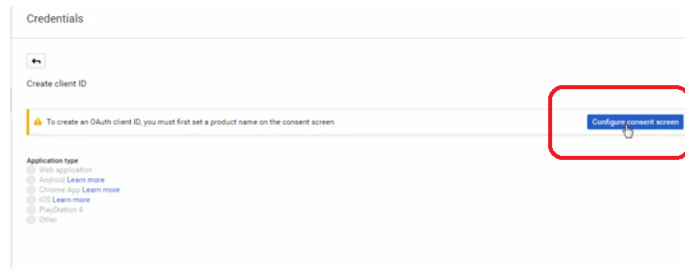 Credentials
Create client ID
To create an OAuth client ID, you must first set a product name on the consent screen
Configure consent screen
Application type
Web application
Android Learn more
Chrome App Learn more
iOS Learn more
PlayStation 4
Other